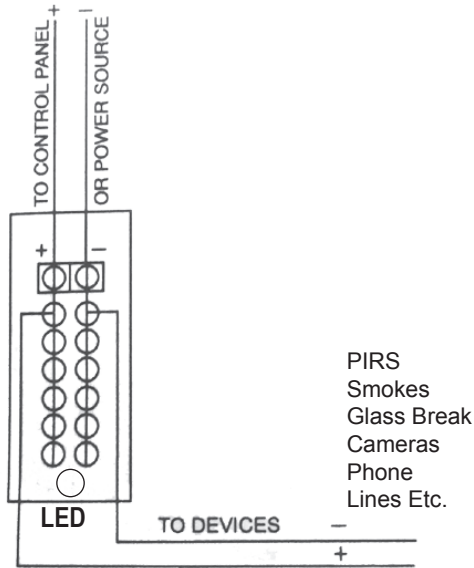 + −
TO CONTROL PANEL
OR POWER SOURCE
+ −
PIRS
Smokes
Glass Break
Cameras
Phone
Lines Etc.
LED
TO DEVICES −
+